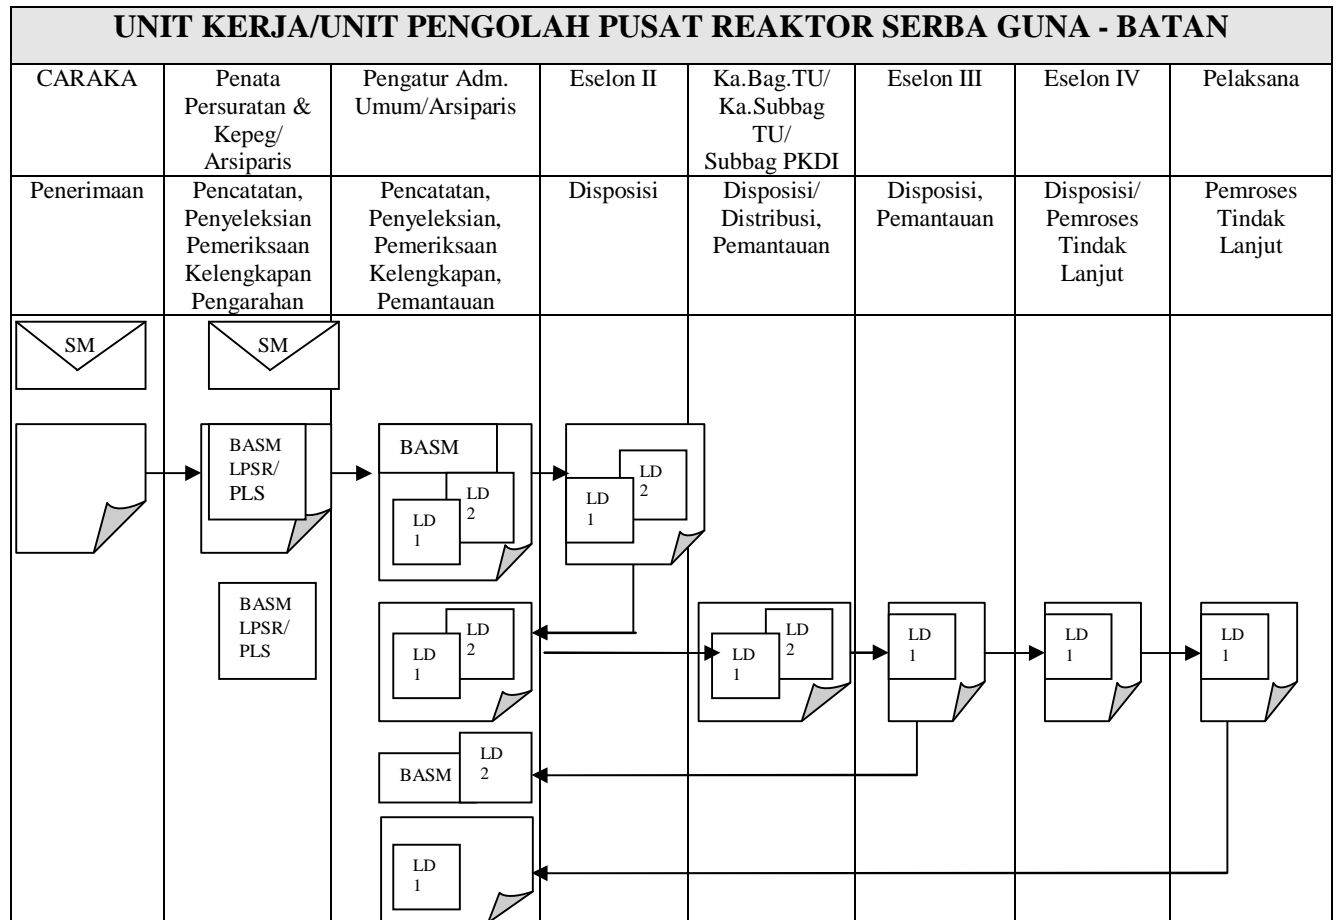 UNIT KERJA/UNIT PENGOLAH PUSAT REAKTOR SERBA GUNA - BATAN
CARAKA
Penata
Persuratan &
Kepeg/
Arsiparis
Pengatur Adm.
Umum/Arsiparis
Eselon II
Ka.Bag.TU/
Ka.Subbag
TU/
Subbag PKDI
Eselon III
Eselon IV
Pelaksana
Penerimaan
Pencatatan,
Penyeleksian
Pemeriksaan
Kelengkapan
Pengarahan
Pencatatan,
Penyeleksian,
Pemeriksaan
Kelengkapan,
Pemantauan
Disposisi
Disposisi/
Distribusi,
Pemantauan
Disposisi,
Pemantauan
Disposisi/
Pemroses
Tindak
Lanjut
Pemroses
Tindak
Lanjut
SM
SM
BASM
LPSR/
PLS
BASM
LD
2
LD
1
LD
2
LD
1
BASM
LPSR/
PLS
LD
2
LD
1
LD
2
LD
1
LD
1
LD
1
LD
1
BASM
LD
2
LD
1